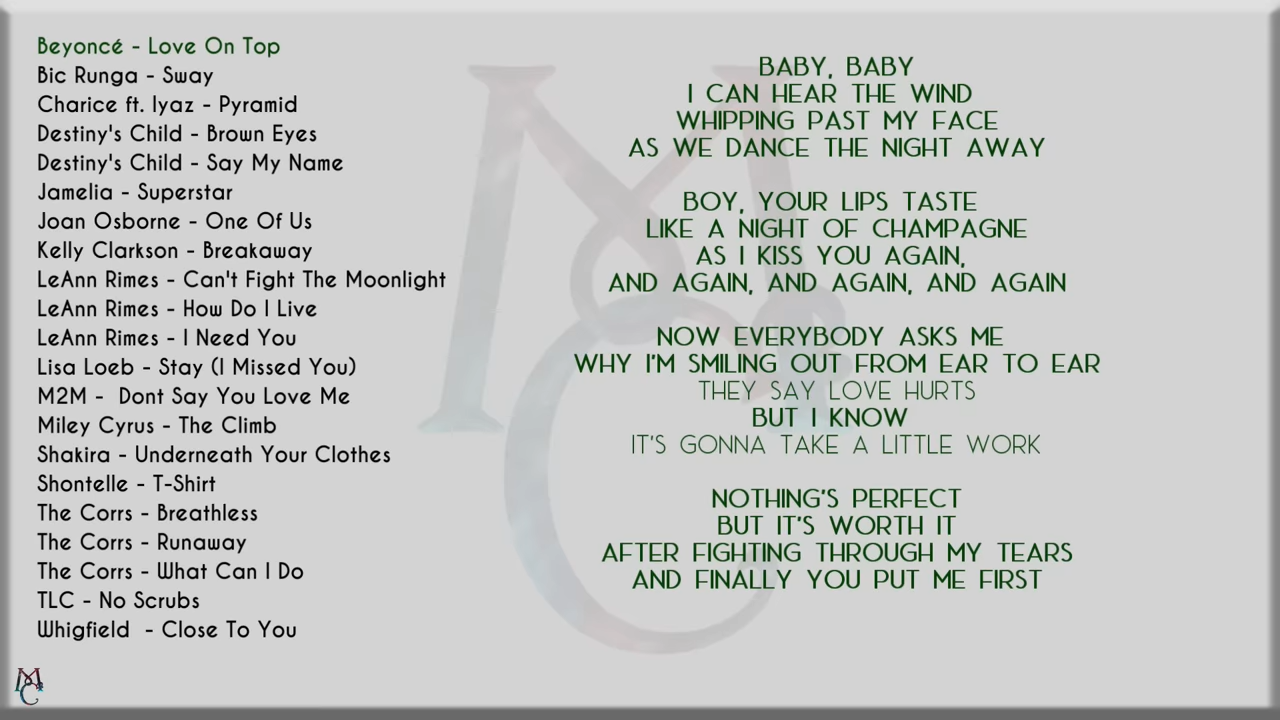 Beyoncé - Love On Top
Bic Runga - Sway
Charice ft. Iyaz - Pyramid
Destiny's Child - Brown Eyes
Destiny's Child - Say My Name
Jamelia - Superstar
Joan Osborne - One Of Us
Kelly Clarkson - Breakaway
LeAnn Rimes - Can't Fight The Moonlight
LeAnn Rimes - How Do I Live
LeAnn Rimes - I Need You
Lisa Loeb - Stay (I Missed You)
M2M -  Dont Say You Love Me
Miley Cyrus - The Climb
Shakira - Underneath Your Clothes
Shontelle - T-Shirt
The Corrs - Breathless
The Corrs - Runaway
The Corrs - What Can I Do
TLC - No Scrubs
Whigfield  - Close To You
BABY, BABY
I CAN HEAR THE WIND
WHIPPING PAST MY FACE
AS WE DANCE THE NIGHT AWAY
BOY, YOUR LIPS TASTE
LIKE A NIGHT OF CHAMPAGNE
AS I KISS YOU AGAIN,
AND AGAIN, AND AGAIN, AND AGAIN
NOW EVERYBODY ASKS ME
WHY I'M SMILING OUT FROM EAR TO EAR
THEY SAY LOVE HURTS
BUT I KNOW
IT'S GONNA TAKE A LITTLE WORK
NOTHING'S PERFECT
BUT IT'S WORTH IT
AFTER FIGHTING THROUGH MY TEARS
AND FINALLY YOU PUT ME FIRST
MC